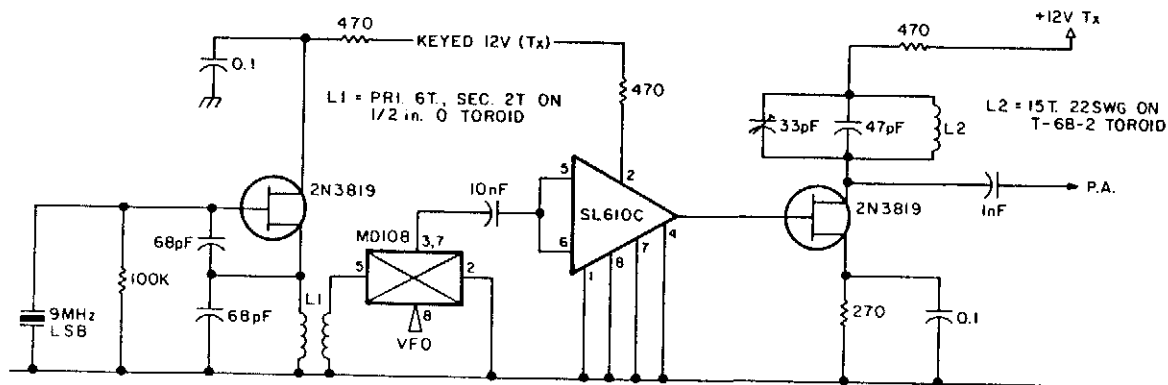 +12V Tx
470
470
KEYED 12V (Tx)
0.1
470
L1 = PRI. 6T., SEC. 2T ON
1/2 in. O TOROID
33pF
47pF
L2
L2 = 15T. 22SWG ON
T-68-2 TOROID
2N3819
10nF
5
2
SL610C
6
1
8
7
4
2N3819
1nF
P.A.
68pF
100K
68pF
9MHz
LSB
L1
MD108
3,7
5
2
8
VFO
270
0.1